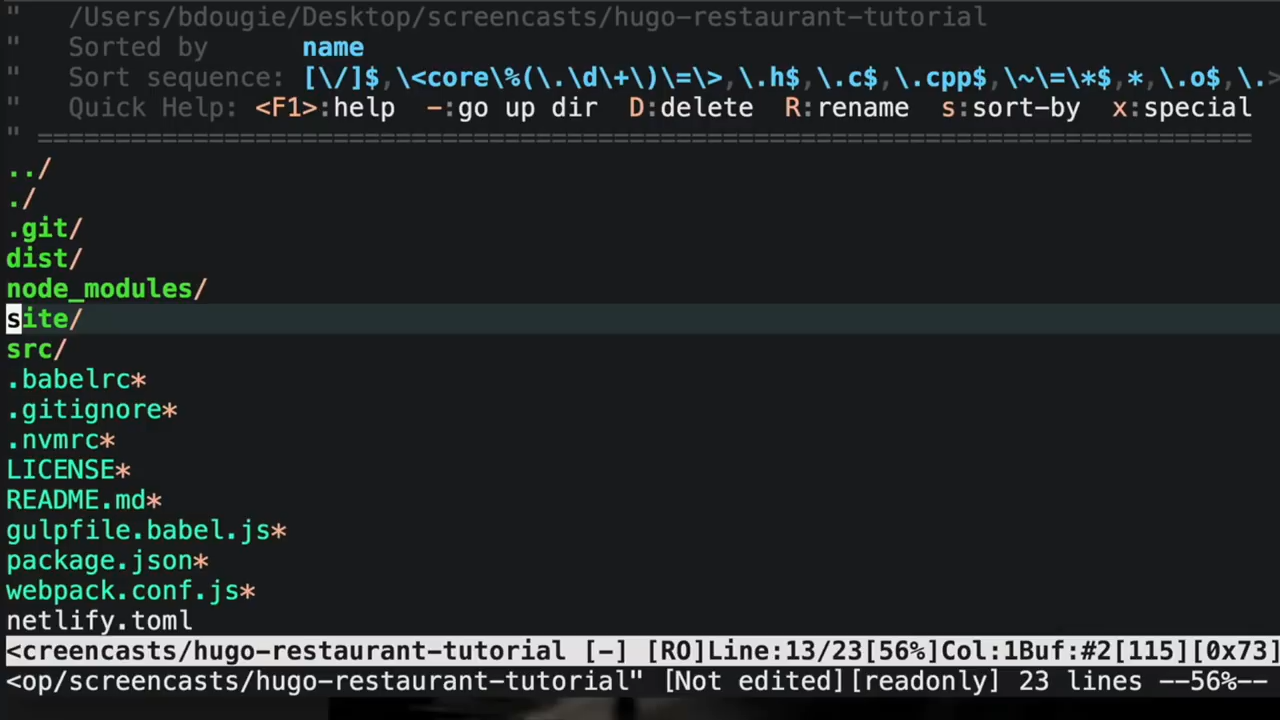 "    /Users/bdougie/Desktop/screencasts/hugo-restaurant-tutorial
"   Sorted by      name
"   Sort sequence: [\/]$,\<core\%(\.\d\+\)\=\>,\.h$,\.c$,\.cpp$,\~\=\*$,*,\.o$,\.>
"   Quick Help: <F1>:help  -:go up dir  D:delete  R:rename  s:sort-by  x:special
" ==============================================================================
../
./
.git/
dist/
node_modules/
site/
src/
.babelrc*
.gitignore*
.nvmrc*
LICENSE*
README.md*
gulpfile.babel.js*
package.json*
webpack.conf.js*
netlify.toml
<creencasts/hugo-restaurant-tutorial [-] [RO]Line:13/23[56%]Col:1Buf:#2[115][0x73]
<op/screencasts/hugo-restaurant-tutorial" [Not edited][readonly] 23 lines --56%--